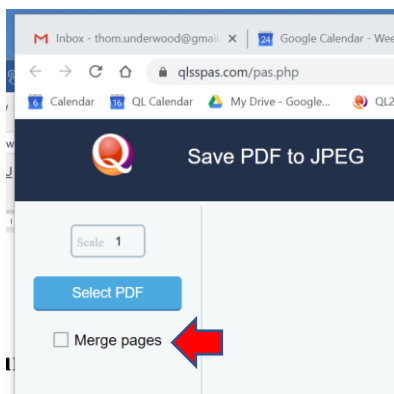 Inbox - thom.underwood@gmail
24 Google Calendar - Wee
qlsspas.com/pas.php
6 Calendar 16 QL Calendar My Drive - Google... QL2
Save PDF to JPEG
Scale 1
Select PDF
Merge pages